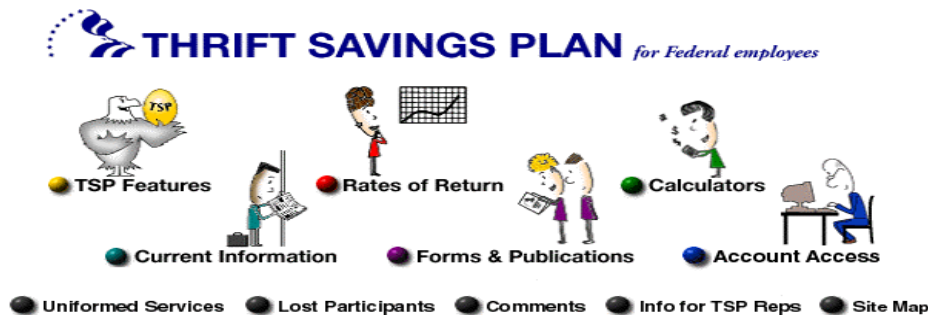 THRIFT SAVINGS PLAN for Federal employees
TSP
TSP Features
Rates of Return
Calculators
Current Information
Forms & Publications
Account Access
Uniformed Services
Lost Participants
Comments
Info for TSP Reps
Site Map